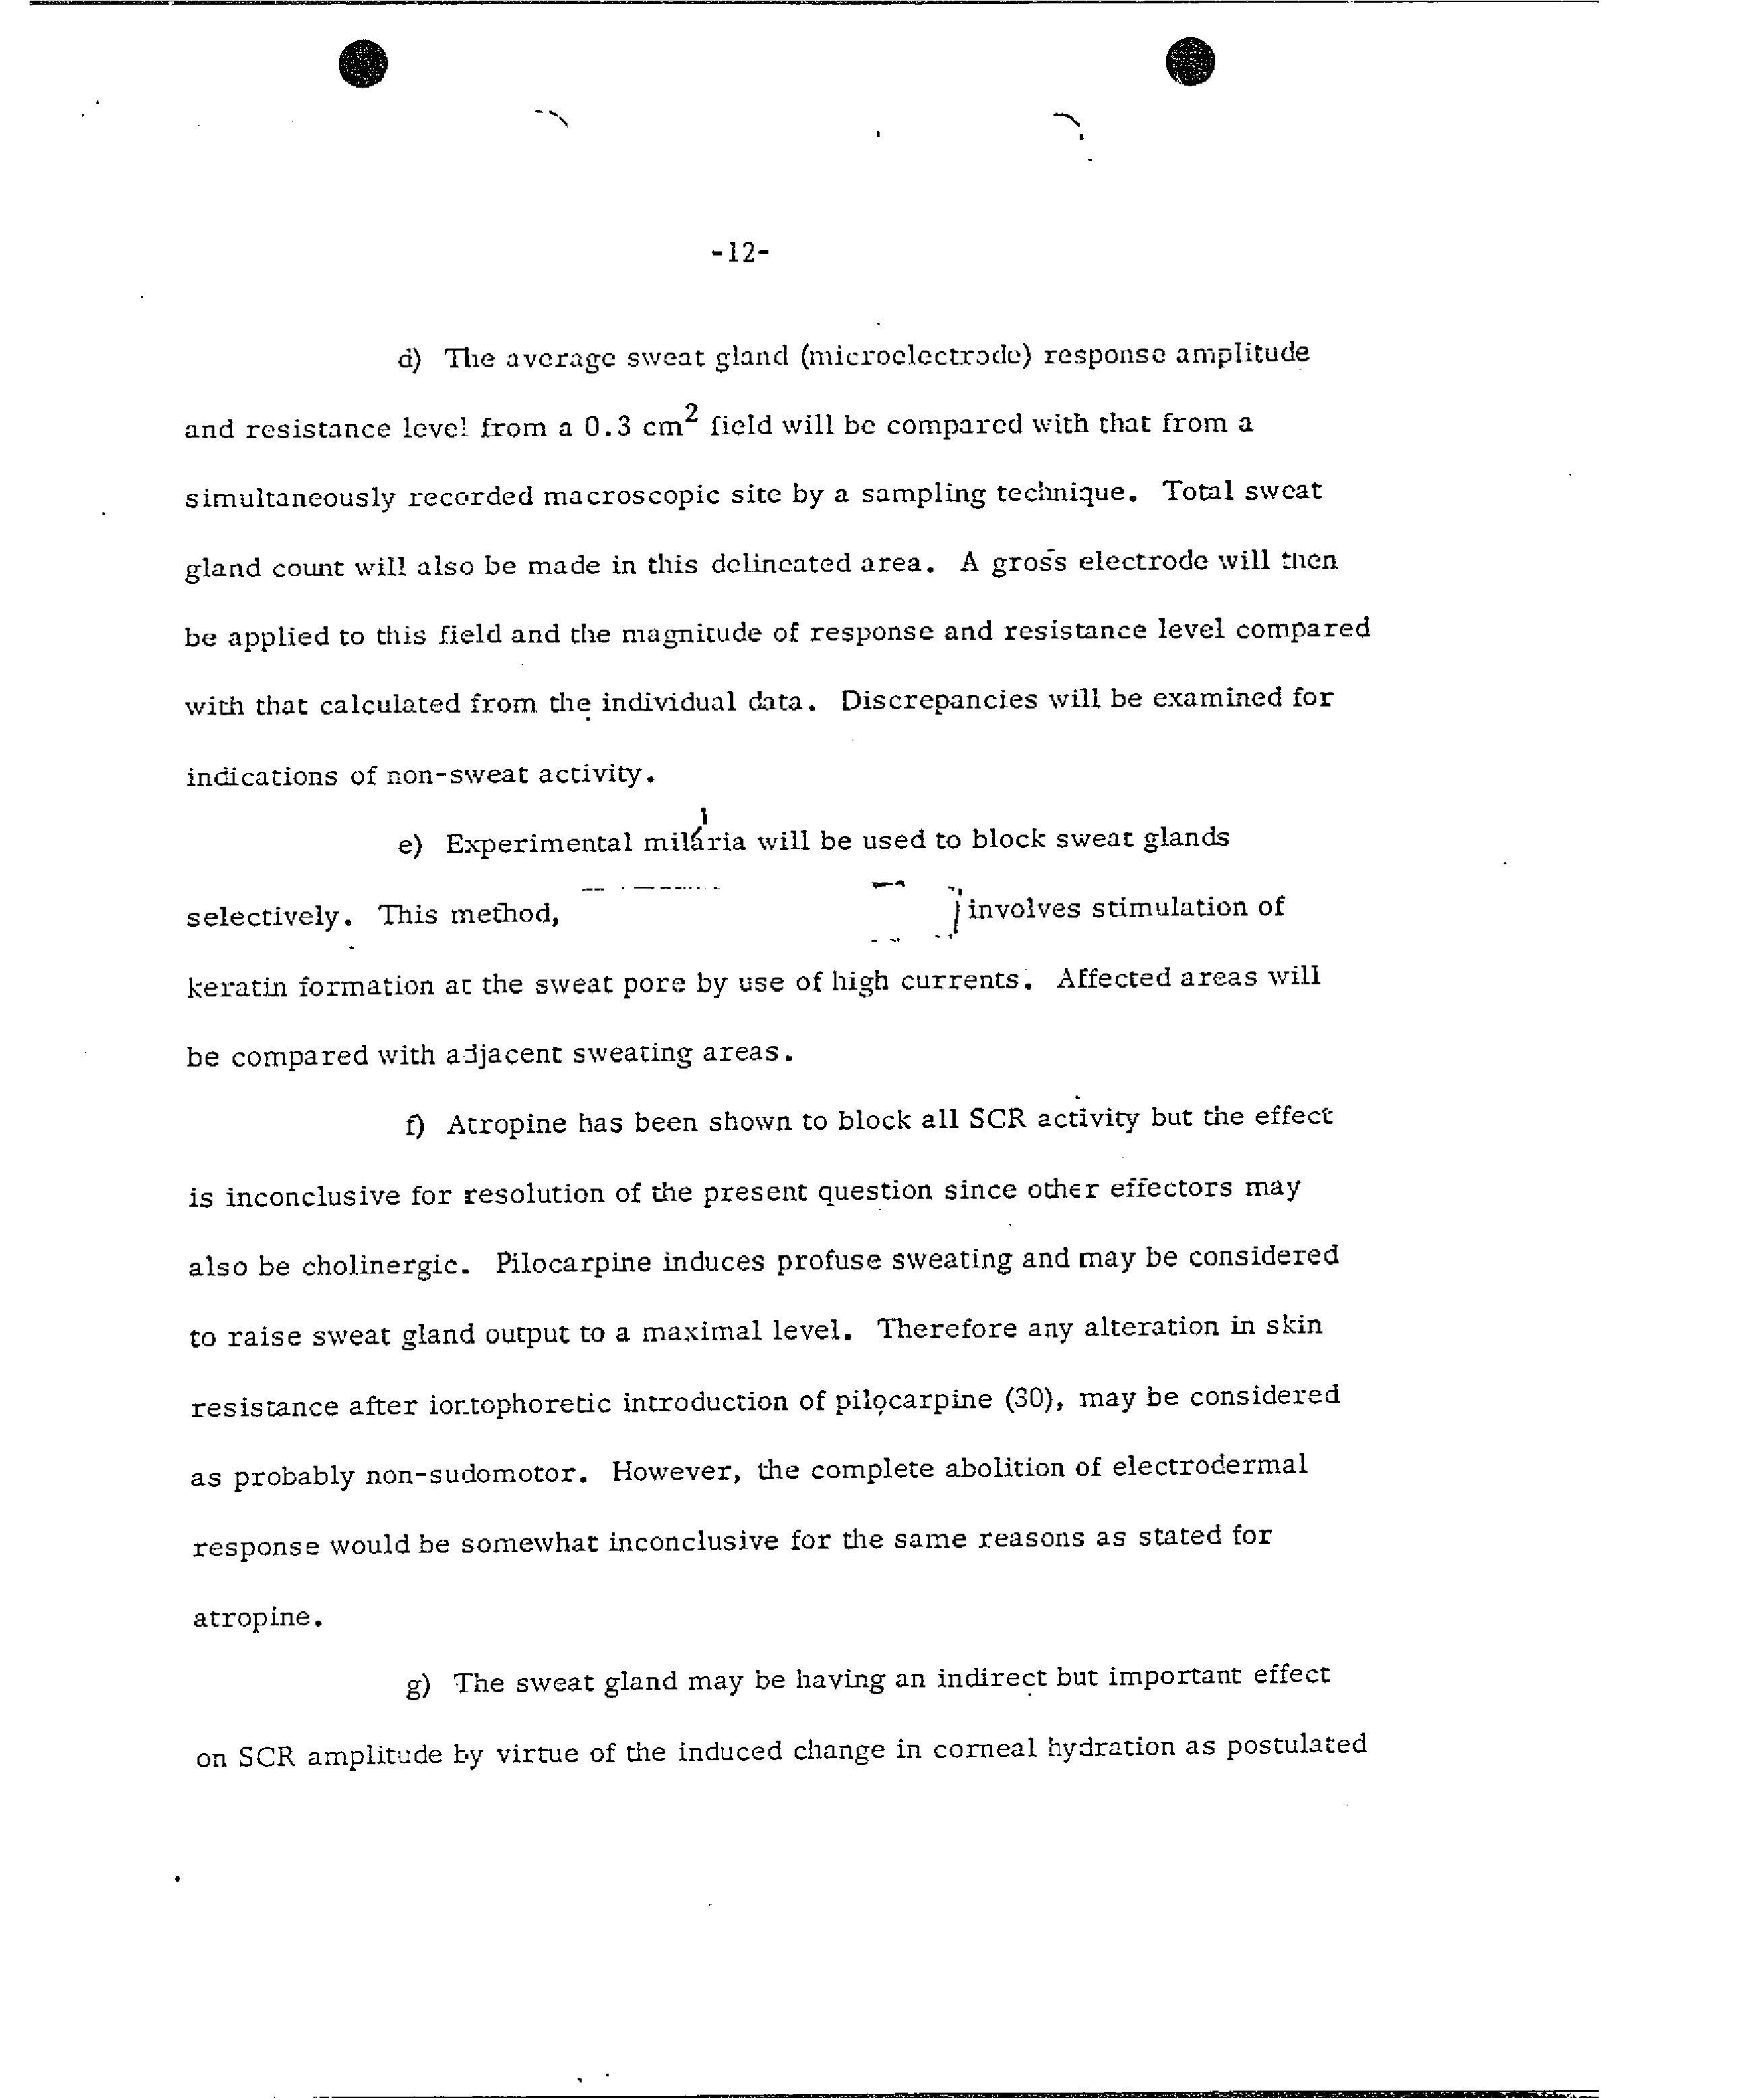 -12-
d) The average sweat gland (microelectrode) response amplitude
and resistance level from a 0.3 cm2 field will be compared with that from a
simultaneously recorded macroscopic site by a sampling technique. Total sweat
gland count will also be made in this delineated area. A gross electrode will then
be applied to this field and the magnitude of response and resistance level compared
with that calculated from the individual data. Discrepancies will be examined for
indications of non-sweat activity.
e) Experimental miliaria will be used to block sweat glands
selectively. This method, involves stimulation of
keratin formation at the sweat pore by use of high currents. Affected areas will
be compared with adjacent sweating areas.
f) Atropine has been shown to block all SCR activity but the effect
is inconclusive for resolution of the present question since other effectors may
also be cholinergic. Pilocarpine induces profuse sweating and may be considered
to raise sweat gland output to a maximal level. Therefore any alteration in skin
resistance after iontophoretic introduction of pilocarpine (30), may be considered
as probably non-sudomotor. However, the complete abolition of electrodermal
response would be somewhat inconclusive for the same reasons as stated for
atropine.
g) The sweat gland may be having an indirect but important effect
on SCR amplitude by virtue of the induced change in corneal hydration as postulated